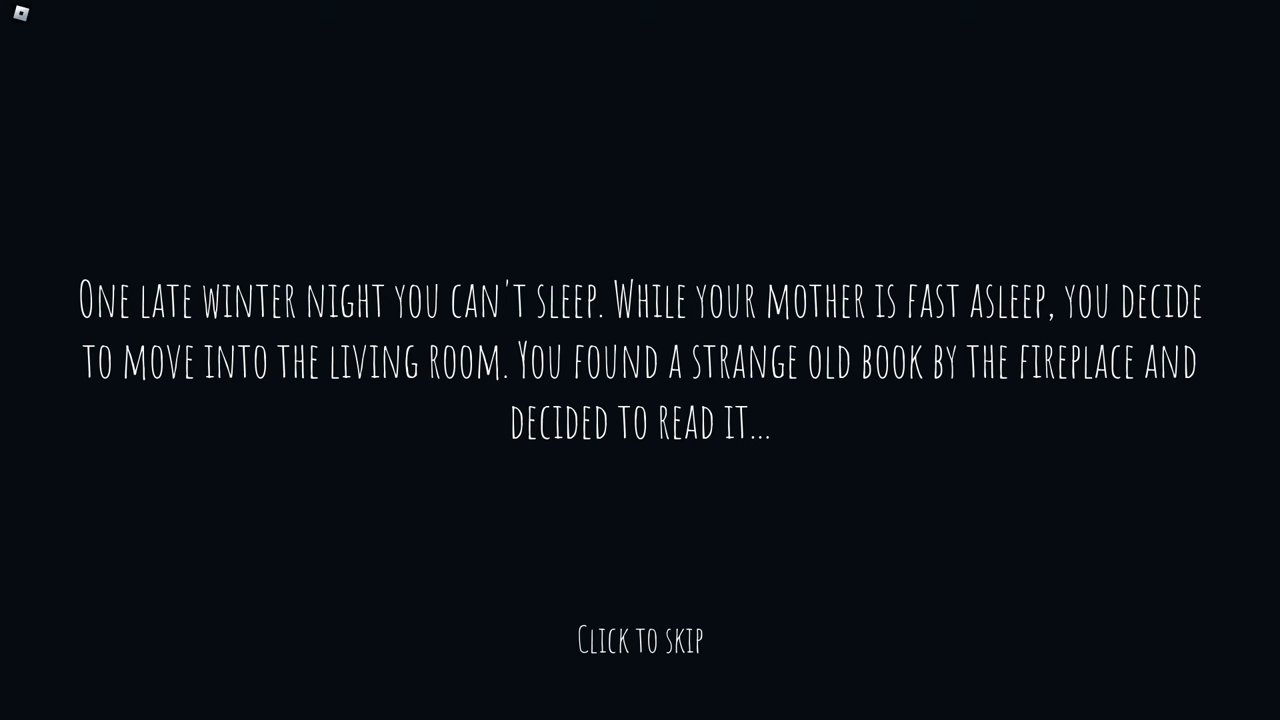 One late winter night you can't sleep. While your mother is fast asleep, you decide
to move into the living room. You found a strange old book by the fireplace and
decided to read it...
Click to skip